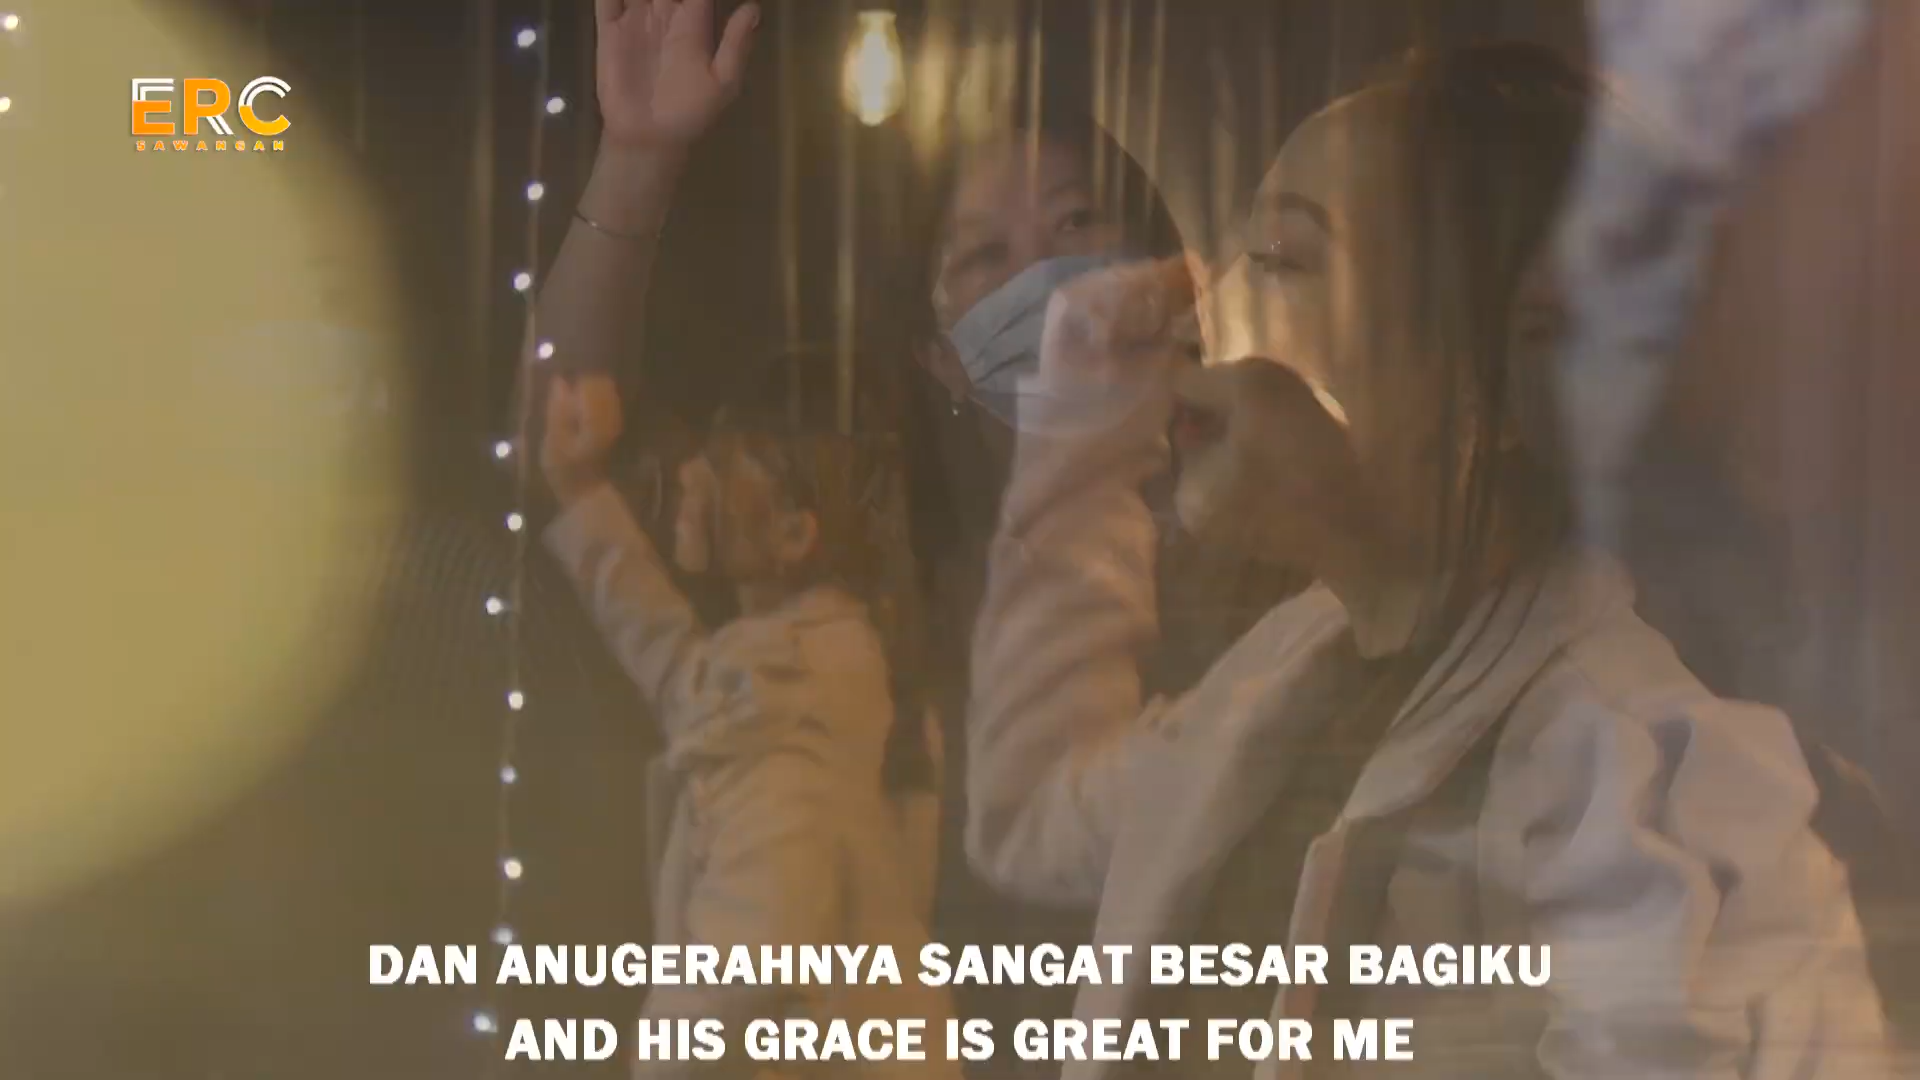 ERC
SAWANGAN
DAN ANUGERAHNYA SANGAT BESAR BAGIKU
AND HIS GRACE IS GREAT FOR ME